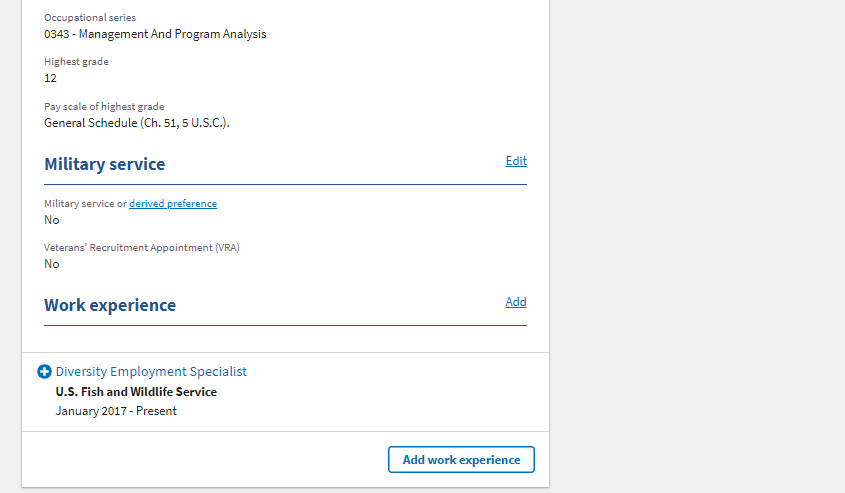 Occupational series
0343 - Management And Program Analysis
Highest grade
12
Pay scale of highest grade
General Schedule (Ch. 51, 5 U.S.C.).
Military service
Edit
Military service or derived preference
No
Veterans' Recruitment Appointment (VRA)
No
Work experience
Add
Diversity Employment Specialist
U.S. Fish and Wildlife Service
January 2017 - Present
Add work experience